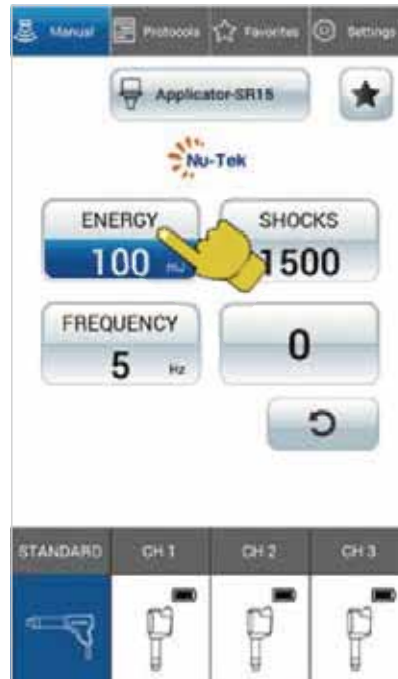 Manual Protocols Favorites Settings
Applicator-SR15
Nu-Tek
ENERGY SHOCKS
100 mJ 1500
FREQUENCY
5 Hz 0
STANDARD CH 1 CH 2 CH 3